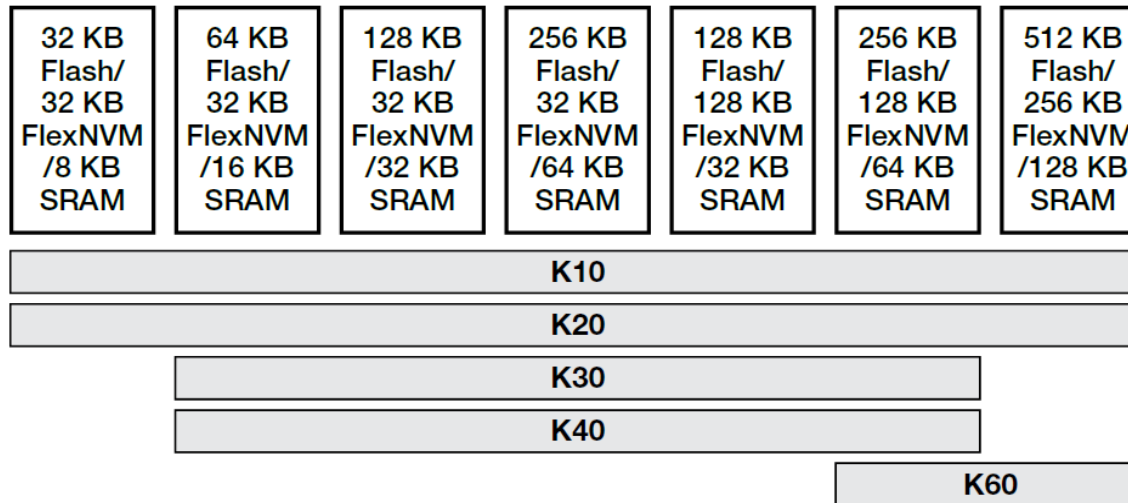 32 KB
Flash/
32 KB
FlexNVM
/8 KB
SRAM
64 KB
Flash/
32 KB
FlexNVM
/16 KB
SRAM
128 KB
Flash/
32 KB
FlexNVM
/32 KB
SRAM
256 KB
Flash/
32 KB
FlexNVM
/64 KB
SRAM
128 KB
Flash/
128 KB
FlexNVM
/32 KB
SRAM
256 KB
Flash/
128 KB
FlexNVM
/64 KB
SRAM
512 KB
Flash/
256 KB
FlexNVM
/128 KB
SRAM
K10
K20
K30
K40
K60